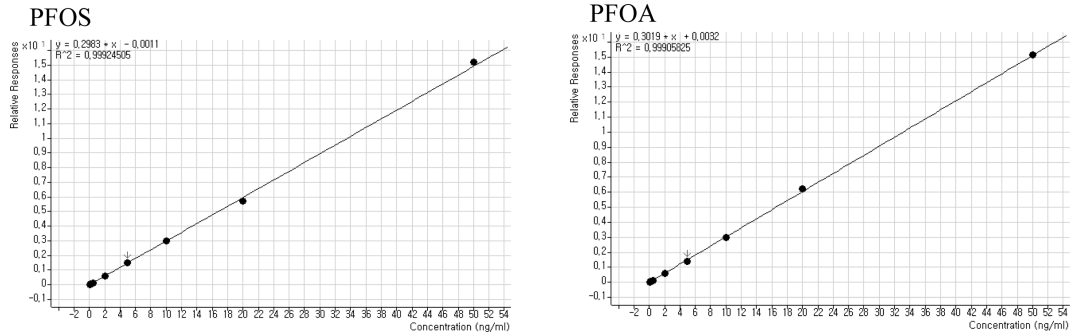 PFOS
x10 1
y = 0,2983 * x - 0,0011
R^2 = 0,99924505
Relative Responses
1,5
1,4
1,3
1,2
1,1
1
0,9
0,8
0,7
0,6
0,5
0,4
0,3
0,2
0,1
0
-0,1
-2 0 2 4 6 8 10 12 14 16 18 20 22 24 26 28 30 32 34 36 38 40 42 44 46 48 50 52 54
Concentration (ng/ml)
PFOA
x10 1
y = 0,3019 * x + 0,0032
R^2 = 0,99905825
Relative Responses
1,5
1,4
1,3
1,2
1,1
1
0,9
0,8
0,7
0,6
0,5
0,4
0,3
0,2
0,1
0
-0,1
-2 0 2 4 6 8 10 12 14 16 18 20 22 24 26 28 30 32 34 36 38 40 42 44 46 48 50 52 54
Concentration (ng/ml)